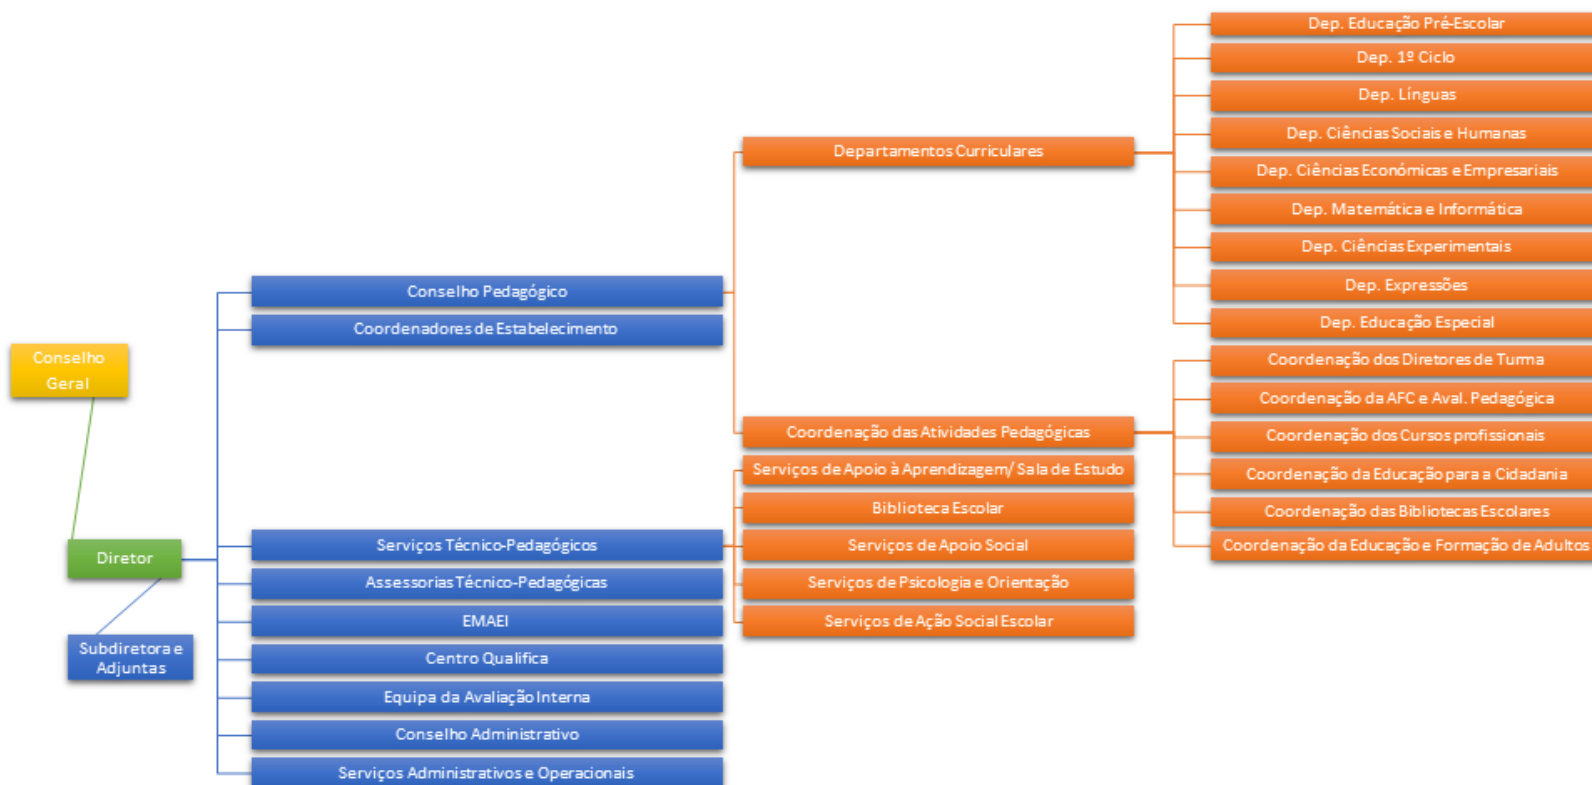 Conselho
Geral
Diretor
Subdiretora e
Adjuntas
Conselho Pedagógico
Coordenadores de Estabelecimento
Serviços Técnico-Pedagógicos
Assessorias Técnico-Pedagógicas
EMAEI
Centro Qualifica
Equipa da Avaliação Interna
Conselho Administrativo
Serviços Administrativos e Operacionais
Departamentos Curriculares
Coordenação das Atividades Pedagógicas
Serviços de Apoio à Aprendizagem/ Sala de Estudo
Biblioteca Escolar
Serviços de Apoio Social
Serviços de Psicologia e Orientação
Serviços de Ação Social Escolar
Dep. Educação Pré-Escolar
Dep. 1º Ciclo
Dep. Línguas
Dep. Ciências Sociais e Humanas
Dep. Ciências Económicas e Empresariais
Dep. Matemática e Informática
Dep. Ciências Experimentais
Dep. Expressões
Dep. Educação Especial
Coordenação dos Diretores de Turma
Coordenação da AFC e Aval. Pedagógica
Coordenação dos Cursos profissionais
Coordenação da Educação para a Cidadania
Coordenação das Bibliotecas Escolares
Coordenação da Educação e Formação de Adultos